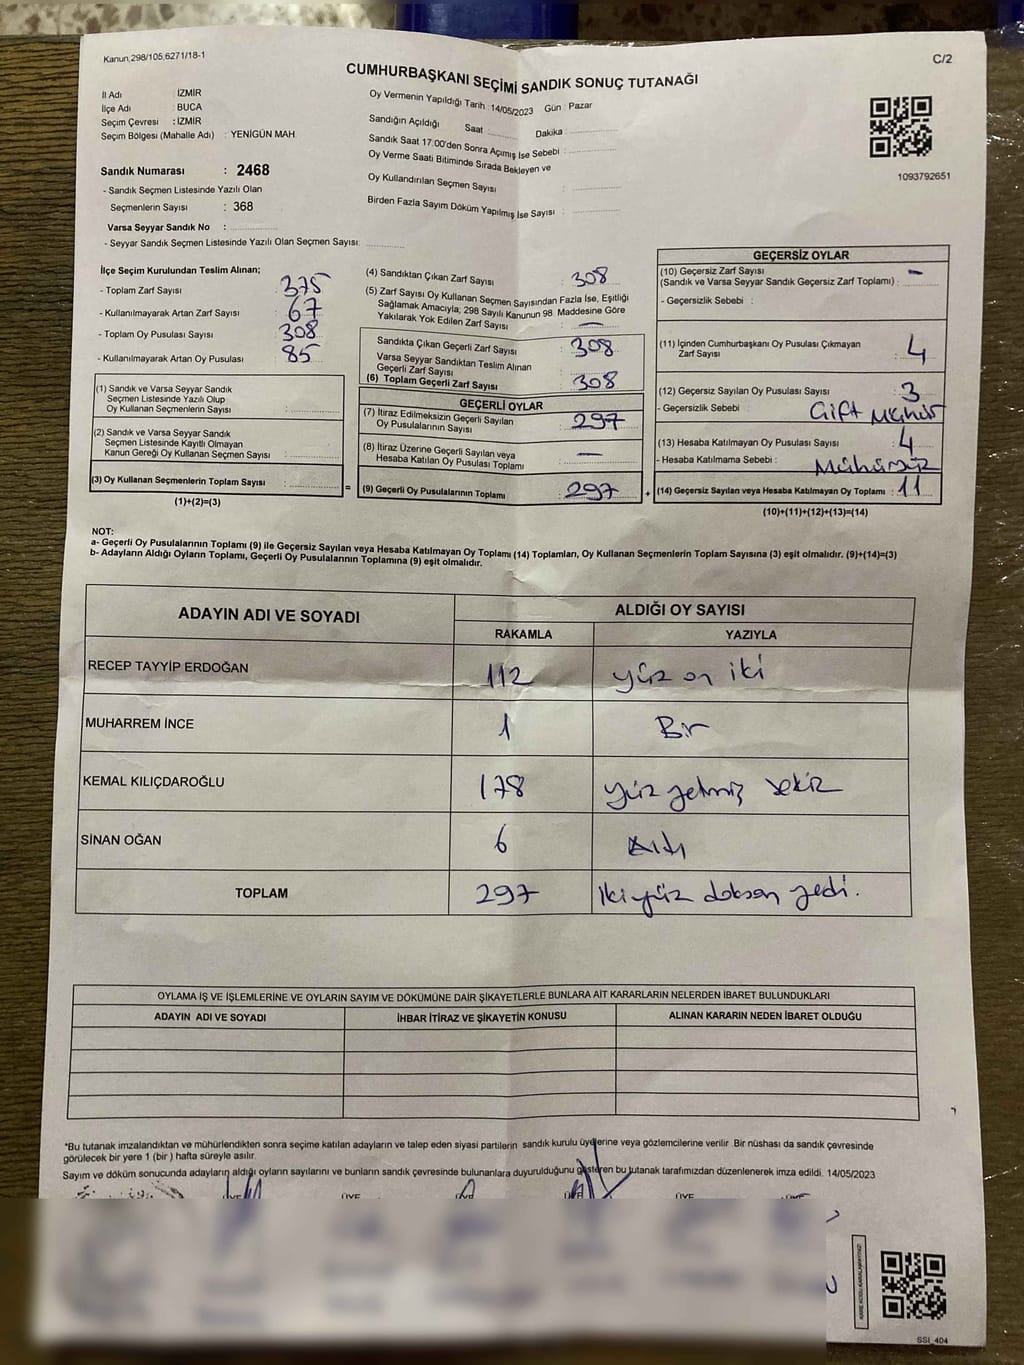 Kanun,298/105,6271/18-1
C/2
CUMHURBAŞKANI SEÇİMİ SANDIK SONUÇ TUTANAĞI
İl Adı : İZMİR
İlçe Adı : BUCA
Seçim Çevresi : İZMİR
Seçim Bölgesi (Mahalle Adı) : YENİGÜN MAH.
Sandık Numarası : 2468
- Sandık Seçmen Listesinde Yazılı Olan
Seçmenlerin Sayısı : 368
Varsa Seyyar Sandık No :
- Seyyar Sandık Seçmen Listesinde Yazılı Olan Seçmen Sayısı:
Oy Vermenin Yapıldığı Tarih : 14/05/2023 Gün : Pazar
Sandığın Açıldığı Saat Dakika :
Sandık Saat 17:00'den Sonra Açımış İse Sebebi :
Oy Verme Saati Bitiminde Sırada Bekleyen ve
Oy Kullandırılan Seçmen Sayısı :
Birden Fazla Sayım Döküm Yapılmış İse Sayısı :
1093792651
İlçe Seçim Kurulundan Teslim Alınan;
- Toplam Zarf Sayısı : 375
- Kullanılmayarak Artan Zarf Sayısı : 67
- Toplam Oy Pusulası Sayısı : 308
- Kullanılmayarak Artan Oy Pusulası : 85
(1) Sandık ve Varsa Seyyar Sandık
Seçmen Listesinde Yazılı Olup
Oy Kullanan Seçmenlerin Sayısı :
(2) Sandık ve Varsa Seyyar Sandık
Seçmen Listesinde Kayıtlı Olmayan
Kanun Gereği Oy Kullanan Seçmen Sayısı :
(3) Oy Kullanan Seçmenlerin Toplam Sayısı :
(1)+(2)=(3)
=
(4) Sandıktan Çıkan Zarf Sayısı : 308
(5) Zarf Sayısı Oy Kullanan Seçmen Sayısından Fazla İse, Eşitliği
Sağlamak Amacıyla; 298 Sayılı Kanunun 98. Maddesine Göre
Yakılarak Yok Edilen Zarf Sayısı : —
Sandıkta Çıkan Geçerli Zarf Sayısı : 308
Varsa Seyyar Sandıktan Teslim Alınan
Geçerli Zarf Sayısı :
(6) Toplam Geçerli Zarf Sayısı : 308
GEÇERLİ OYLAR
(7) İtiraz Edilmeksizin Geçerli Sayılan
Oy Pusulalarının Sayısı : 297
(8) İtiraz Üzerine Geçerli Sayılan veya
Hesaba Katılan Oy Pusulası Toplamı : —
(9) Geçerli Oy Pusulalarının Toplamı : 297
+
GEÇERSİZ OYLAR
(10) Geçersiz Zarf Sayısı
(Sandık ve Varsa Seyyar Sandık Geçersiz Zarf Toplamı) : —
- Geçersizlik Sebebi :
(11) İçinden Cumhurbaşkanı Oy Pusulası Çıkmayan
Zarf Sayısı : 4
(12) Geçersiz Sayılan Oy Pusulası Sayısı : 3
- Geçersizlik Sebebi : Çift Mühür
(13) Hesaba Katılmayan Oy Pusulası Sayısı : 4
- Hesaba Katılmama Sebebi : Mühürsüz
(14) Geçersiz Sayılan veya Hesaba Katılmayan Oy Toplamı : 11
(10)+(11)+(12)+(13)=(14)
NOT:
a- Geçerli Oy Pusulalarının Toplamı (9) ile Geçersiz Sayılan veya Hesaba Katılmayan Oy Toplamı (14) Toplamları, Oy Kullanan Seçmenlerin Toplam Sayısına (3) eşit olmalıdır. (9)+(14)=(3)
b- Adayların Aldığı Oyların Toplamı, Geçerli Oy Pusulalarının Toplamına (9) eşit olmalıdır.
ADAYIN ADI VE SOYADI ALDIĞI OY SAYISI
RAKAMLA YAZIYLA
RECEP TAYYİP ERDOĞAN 112 yüz on iki
MUHARREM İNCE 1 Bir
KEMAL KILIÇDAROĞLU 178 yüz yetmiş sekiz
SİNAN OĞAN 6 Altı
TOPLAM 297 İkiyüz doksan yedi.
OYLAMA İŞ VE İŞLEMLERİNE VE OYLARIN SAYIM VE DÖKÜMÜNE DAİR ŞİKAYETLERLE BUNLARA AİT KARARLARIN NELERDEN İBARET BULUNDUKLARI
ADAYIN ADI VE SOYADI İHBAR İTİRAZ VE ŞİKAYETİN KONUSU ALINAN KARARIN NEDEN İBARET OLDUĞU
*Bu tutanak imzalandıktan ve mühürlendikten sonra seçime katılan adayların ve talep eden siyasi partilerin sandık kurulu üyelerine veya gözlemcilerine verilir .Bir nüshası da sandık çevresinde
görülecek bir yere 1 (bir ) hafta süreyle asılır.
Sayım ve döküm sonucunda adayların aldığı oyların sayılarını ve bunların sandık çevresinde bulunanlara duyurulduğunu gösteren bu tutanak tarafımızdan düzenlenerek imza edildi. 14/05/2023
ÜYE ÜYE ÜYE ÜYE
SSI_404